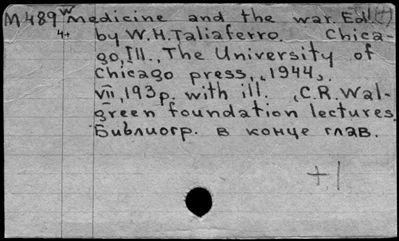 M489 w Medicine and the war. Ed.
4+ by W.H.Taliaferro. Chica-
go, Ill., The University of
Chicago press, 1944.
VII, 193p. with ill. (C.R. Wal-
green foundation lectures.
Библиогр. в конце глав.
+1